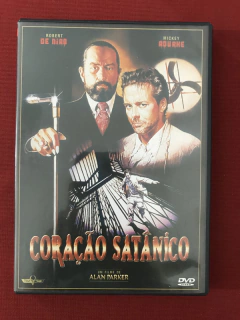 ROBERT
DE NIRO
MICKEY
ROURKE
CORAÇÃO SATÂNICO
UM FILME DE
ALAN PARKER
DVD